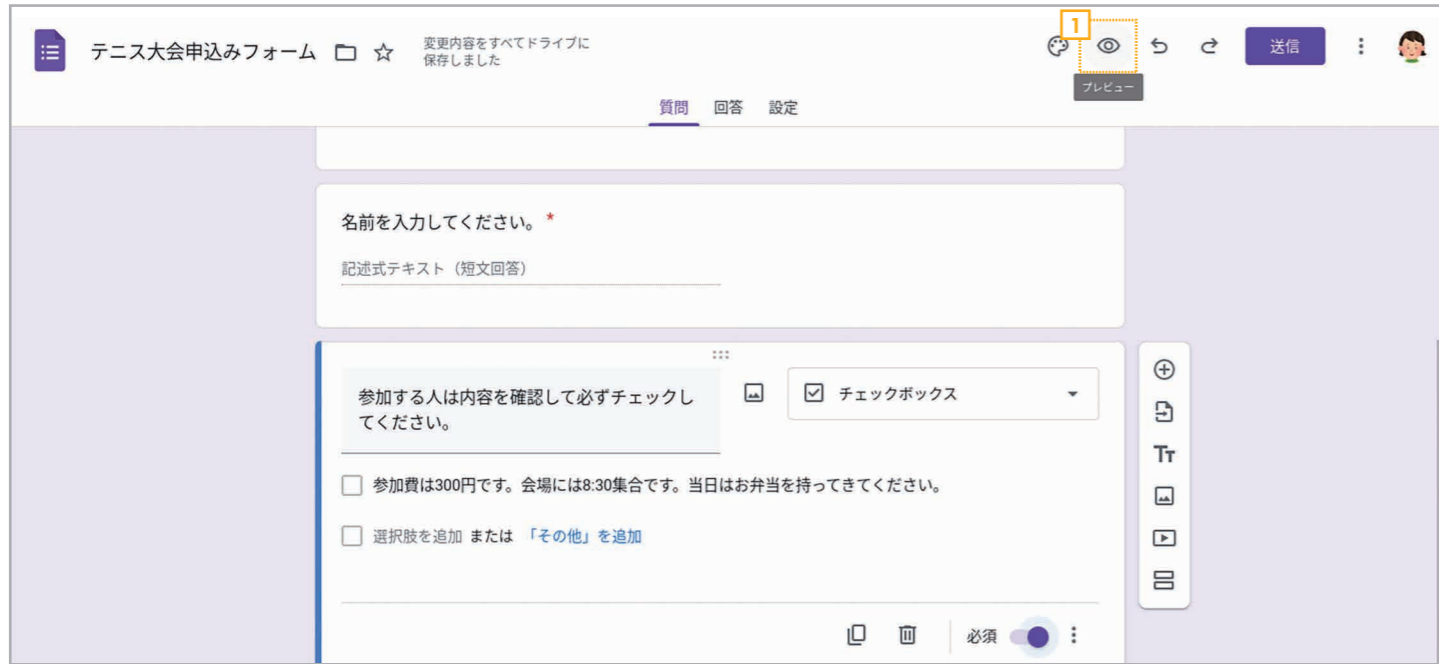 1
テニス大会申込みフォーム
変更内容をすべてドライブに
保存しました
送信
プレビュー
質問 回答 設定
名前を入力してください。 *
記述式テキスト（短文回答）
参加する人は内容を確認して必ずチェックし
てください。
チェックボックス
参加費は300円です。会場には8:30集合です。当日はお弁当を持ってきてください。
選択肢を追加 または 「その他」を追加
Tт
必須